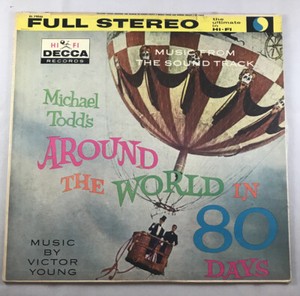 FULL STEREO
the
ultimate
in
HI-FI
HI FI
DECCA
RECORDS
MUSIC FROM
THE SOUND TRACK
Michael
Todd's
AROUND
THE WORLD IN
80
DAYS
MUSIC BY
VICTOR
YOUNG